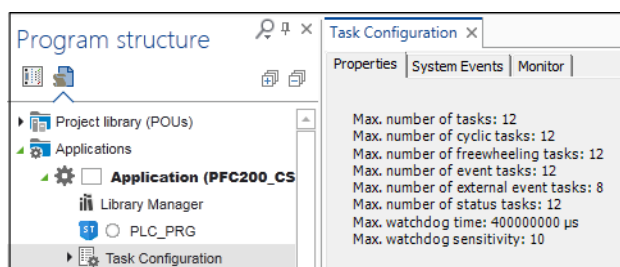 Program structure
Project library (POUs)
Applications
Application (PFC200_CS
Library Manager
ST PLC_PRG
Task Configuration
Task Configuration
Properties System Events Monitor
Max. number of tasks: 12
Max. number of cyclic tasks: 12
Max. number of freewheeling tasks: 12
Max. number of event tasks: 12
Max. number of external event tasks: 8
Max. number of status tasks: 12
Max. watchdog time: 400000000 µs
Max. watchdog sensitivity: 10